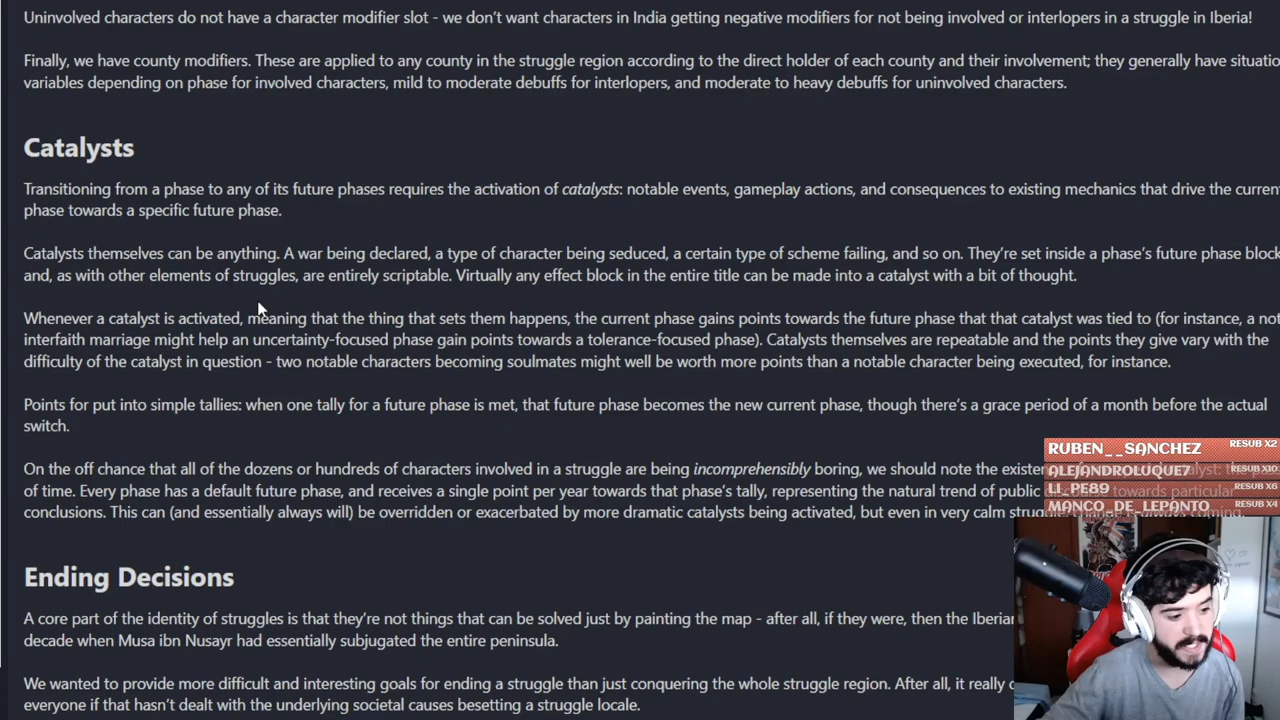 Uninvolved characters do not have a character modifier slot - we don't want characters in India getting negative modifiers for not being involved or interlopers in a struggle in Iberia!
Finally, we have county modifiers. These are applied to any county in the struggle region according to the direct holder of each county and their involvement; they generally have situatio
variables depending on phase for involved characters, mild to moderate debuffs for interlopers, and moderate to heavy debuffs for uninvolved characters.
Catalysts
Transitioning from a phase to any of its future phases requires the activation of catalysts: notable events, gameplay actions, and consequences to existing mechanics that drive the curren
phase towards a specific future phase.
Catalysts themselves can be anything. A war being declared, a type of character being seduced, a certain type of scheme failing, and so on. They're set inside a phase's future phase block
and, as with other elements of struggles, are entirely scriptable. Virtually any effect block in the entire title can be made into a catalyst with a bit of thought.
Whenever a catalyst is activated, meaning that the thing that sets them happens, the current phase gains points towards the future phase that that catalyst was tied to (for instance, a not
interfaith marriage might help an uncertainty-focused phase gain points towards a tolerance-focused phase). Catalysts themselves are repeatable and the points they give vary with the
difficulty of the catalyst in question - two notable characters becoming soulmates might well be worth more points than a notable character being executed, for instance.
Points for put into simple tallies: when one tally for a future phase is met, that future phase becomes the new current phase, though there's a grace period of a month before the actual
switch.
RUBEN__SANCHEZ RESUB X2
On the off chance that all of the dozens or hundreds of characters involved in a struggle are being incomprehensibly boring, we should note the existen
ALEJANDROLUQUE7 RESUB X10
of time. Every phase has a default future phase, and receives a single point per year towards that phase's tally, representing the natural trend of public towards particular
LL_PE89 RESUB X6
conclusions. This can (and essentially always will) be overridden or exacerbated by more dramatic catalysts being activated, but even in very calm strug
MANCO_DE_LEPANTO RESUB X4
Ending Decisions
A core part of the identity of struggles is that they're not things that can be solved just by painting the map - after all, if they were, then the Iberian
decade when Musa ibn Nusayr had essentially subjugated the entire peninsula.
We wanted to provide more difficult and interesting goals for ending a struggle than just conquering the whole struggle region. After all, it really
everyone if that hasn't dealt with the underlying societal causes besetting a struggle locale.